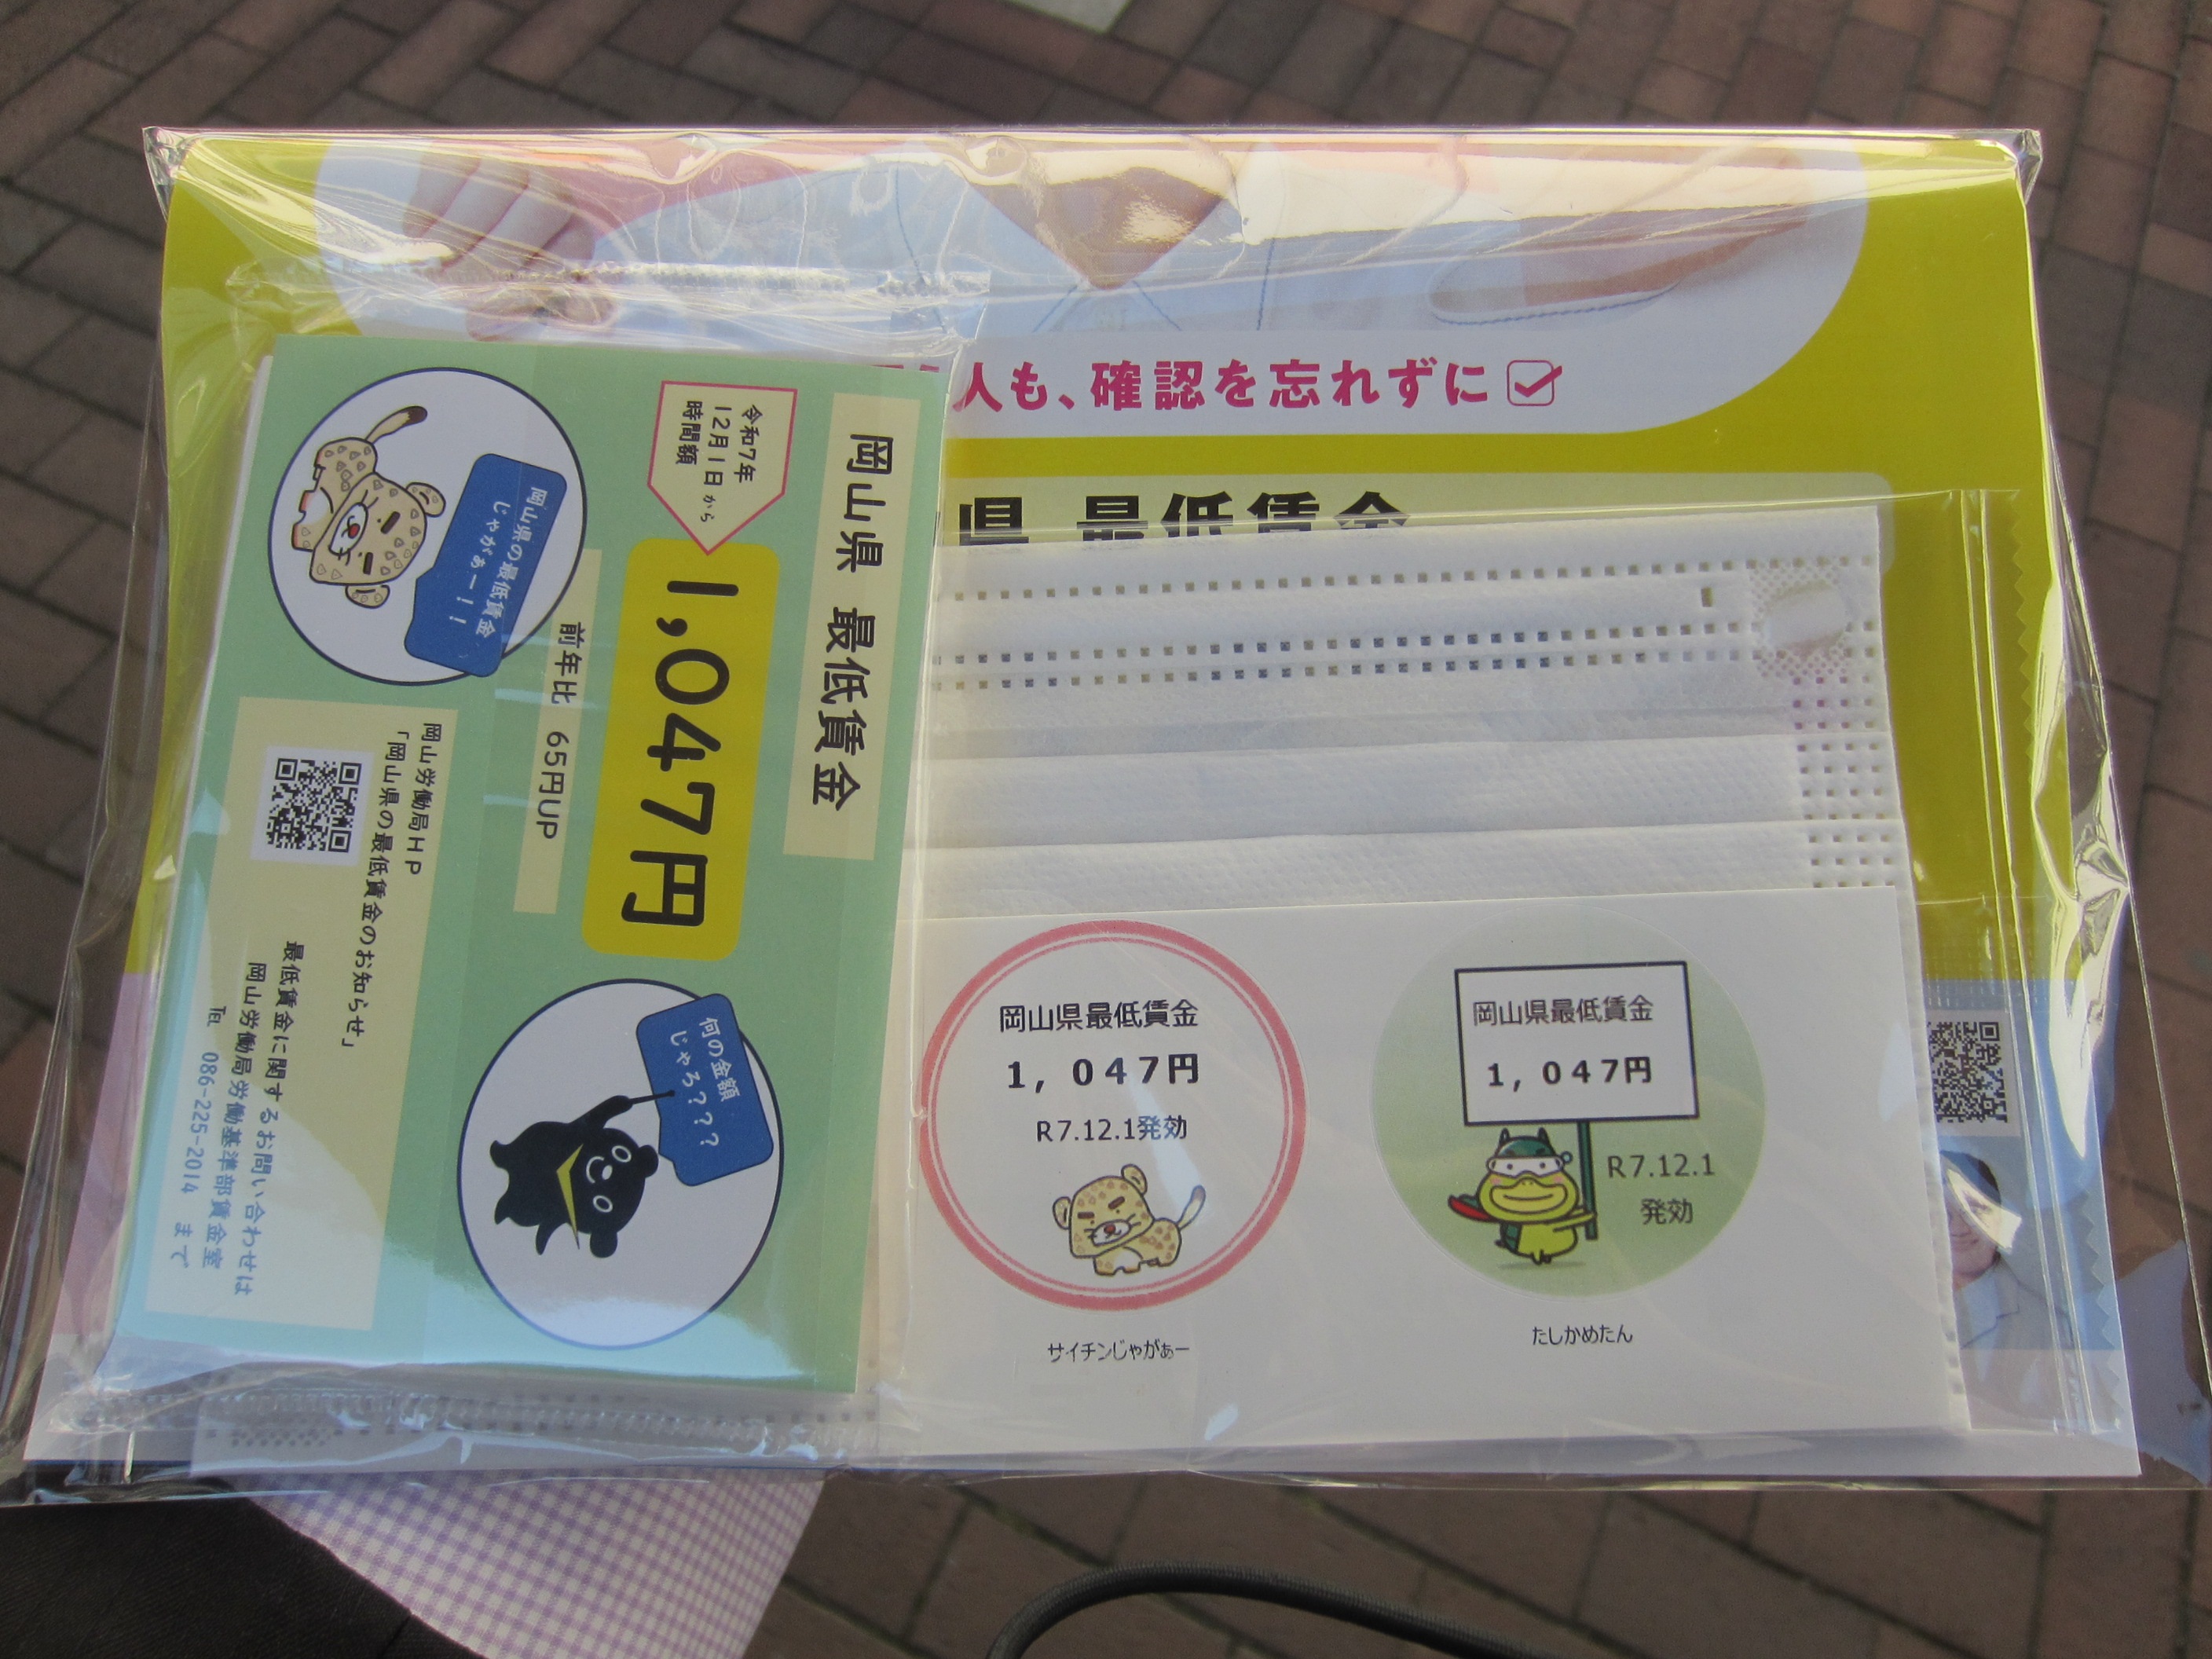 人も、確認を忘れずに
県 最低賃金
岡山県 最低賃金
令和7年
12月1日から
時間額
1,047円
前年比 65円UP
岡山県の最低賃金
じゃがぁー!!
何の金額
じゃろ???
岡山労働局HP
「岡山県の最低賃金のお知らせ」
最低賃金に関するお問い合わせは
岡山労働局労働基準部賃金室
℡ 086-225-2014 まで
岡山県最低賃金
1,047円
R7.12.1発効
サイチンじゃがぁー
岡山県最低賃金
1,047円
R7.12.1
発効
たしかめたん